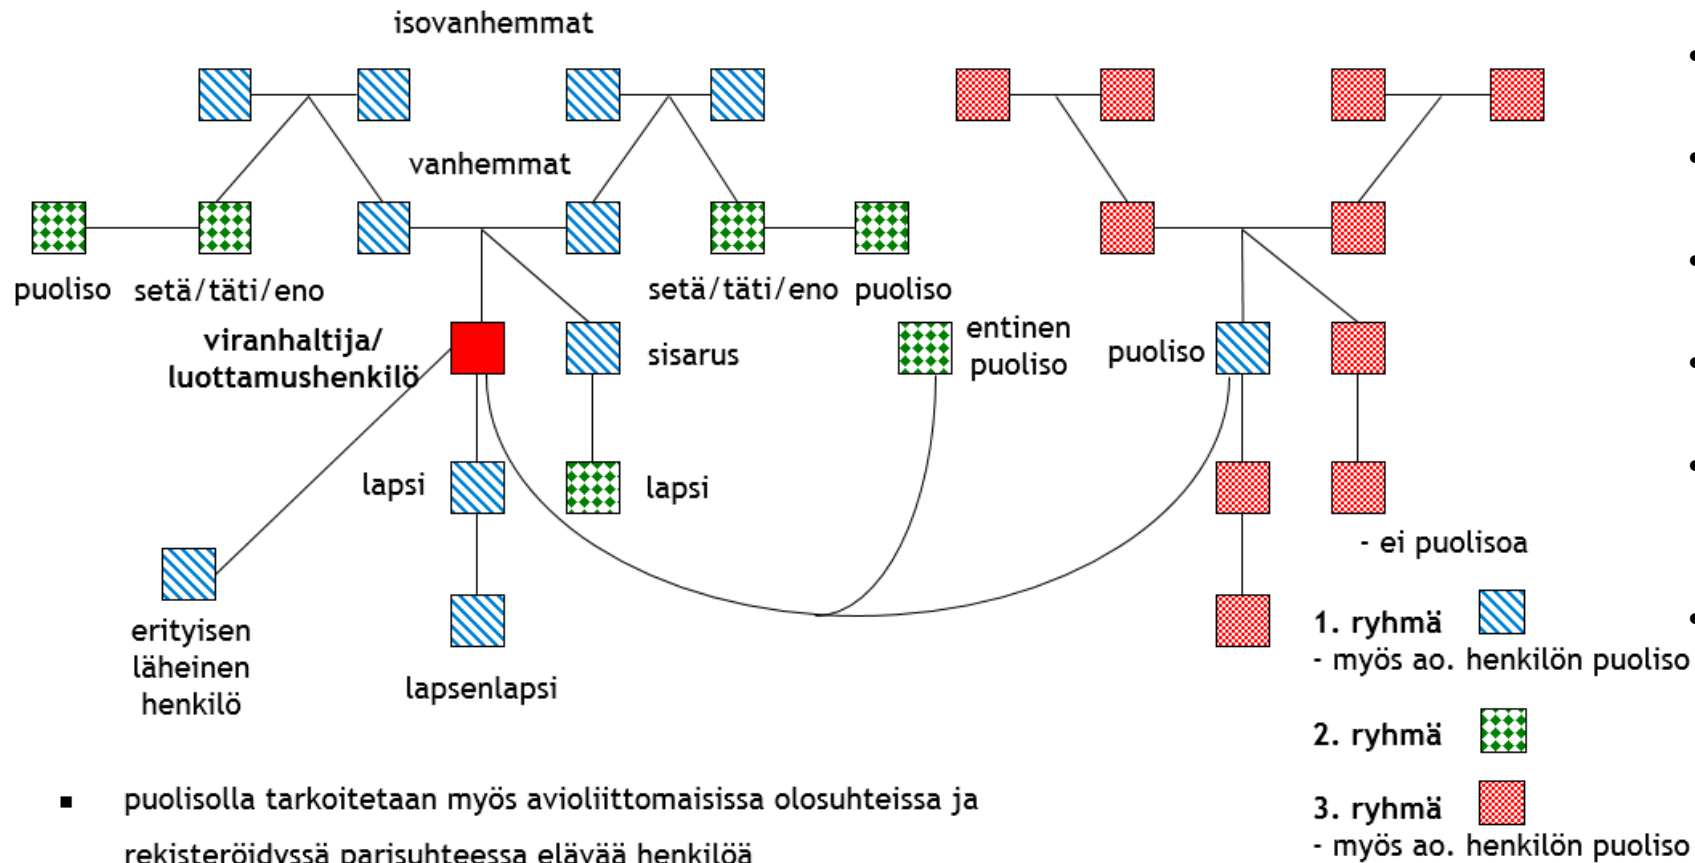 isovanhemmat
vanhemmat
puoliso setä/täti/eno
setä/täti/eno puoliso
viranhaltija/
luottamushenkilö
sisarus
entinen
puoliso
puoliso
lapsi
lapsi
- ei puolisoa
erityisen
läheinen
henkilö
lapsenlapsi
1. ryhmä
- myös ao. henkilön puoliso
2. ryhmä
3. ryhmä
- myös ao. henkilön puoliso
▪ puolisolla tarkoitetaan myös avioliittomaisissa olosuhteissa ja
rekisteröidyssä parisuhteessa elävää henkilöä